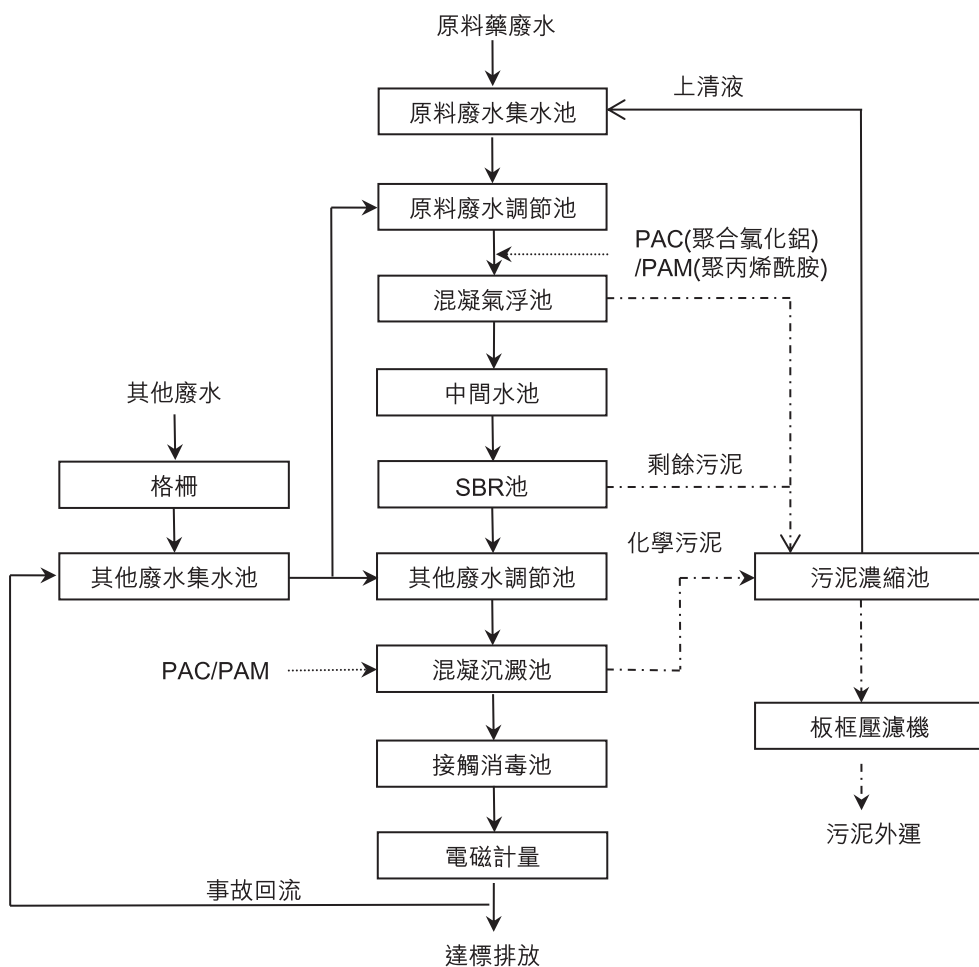 原料藥廢水
上清液
原料廢水集水池
原料廢水調節池
PAC(聚合氯化鋁)
/PAM(聚丙烯酰胺)
混凝氣浮池
其他廢水
中間水池
格柵
SBR池
剩餘污泥
化學污泥
其他廢水集水池
其他廢水調節池
污泥濃縮池
PAC/PAM
混凝沉澱池
板框壓濾機
接觸消毒池
污泥外運
電磁計量
事故回流
達標排放